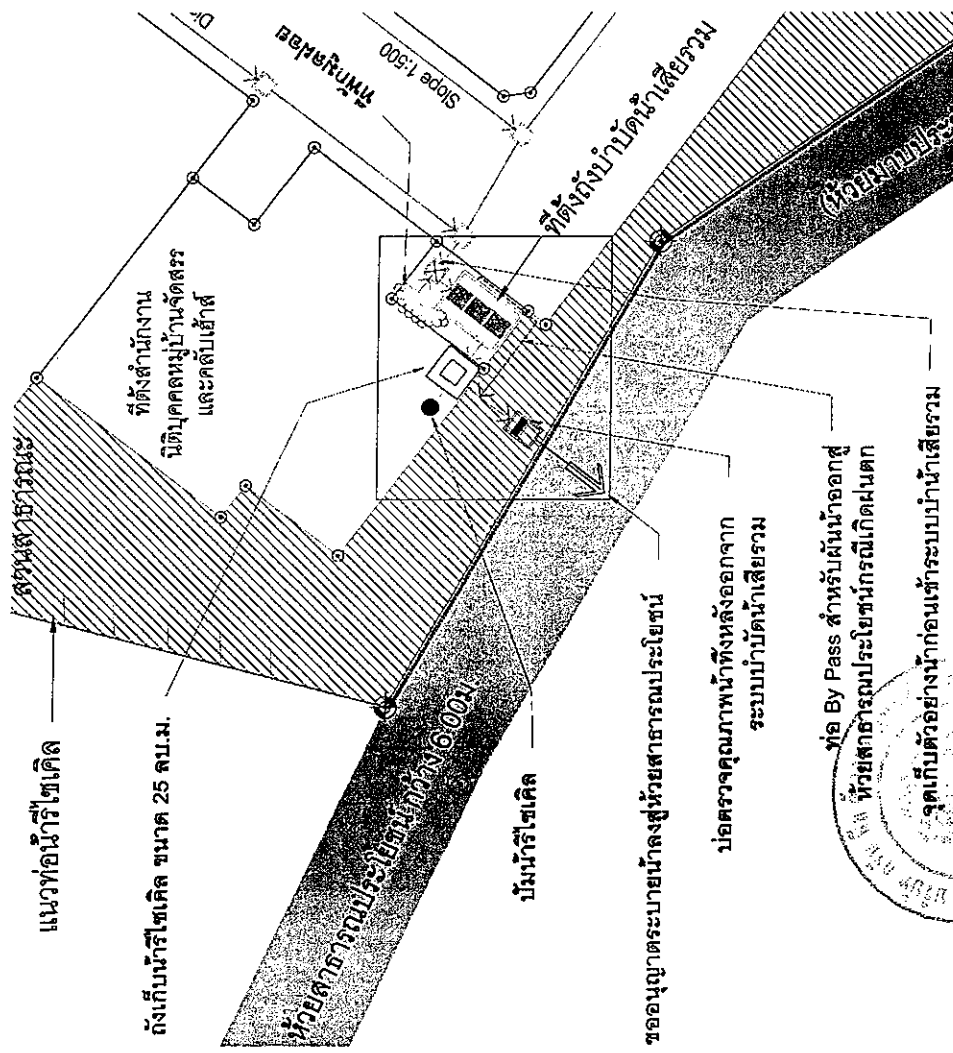 สวนสาธารณะ
แนวท่อน้ำรีไซเคิล
ถังเก็บน้ำรีไซเคิล ขนาด 25 ลบ.ม.
ที่ตั้งสำนักงาน
นิติบุคคลหมู่บ้านจัดสรร
และคลับเฮ้าส์
ที่พักมูลฝอย
Slope 1:500
ที่ตั้งถังบำบัดน้ำเสียรวม
ห้วยสาธารณประโยชน์กว้าง 6.00ม
ปั้มน้ำรีไซเคิล
ขออนุญาตระบายน้ำลงสู่ห้วยสาธารณประโยชน์
บ่อตรวจคุณภาพน้ำทิ้งหลังออกจาก
ระบบบำบัดน้ำเสียรวม
ท่อ By Pass สำหรับผันน้ำออกสู่
ห้วยสาธารณประโยชน์กรณีเกิดฝนตก
จุดเก็บตัวอย่างน้ำก่อนเข้าระบบบำน้ำเสียรวม